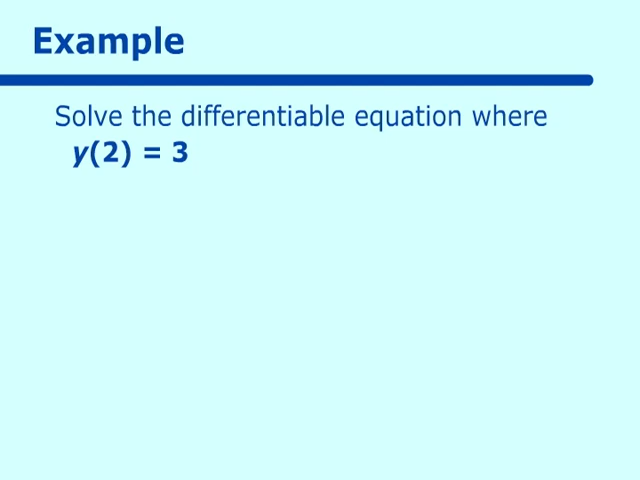 Example
Solve the differentiable equation where
y(2) = 3